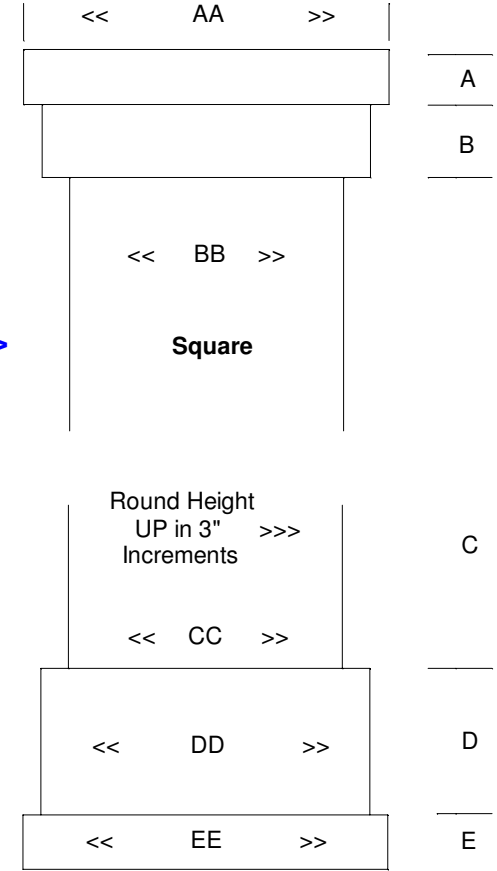 << AA >>
A
B
<< BB >>
>
Square
Round Height
UP in 3" >>>
Increments
C
<< CC >>
<< DD >>
D
<< EE >>
E